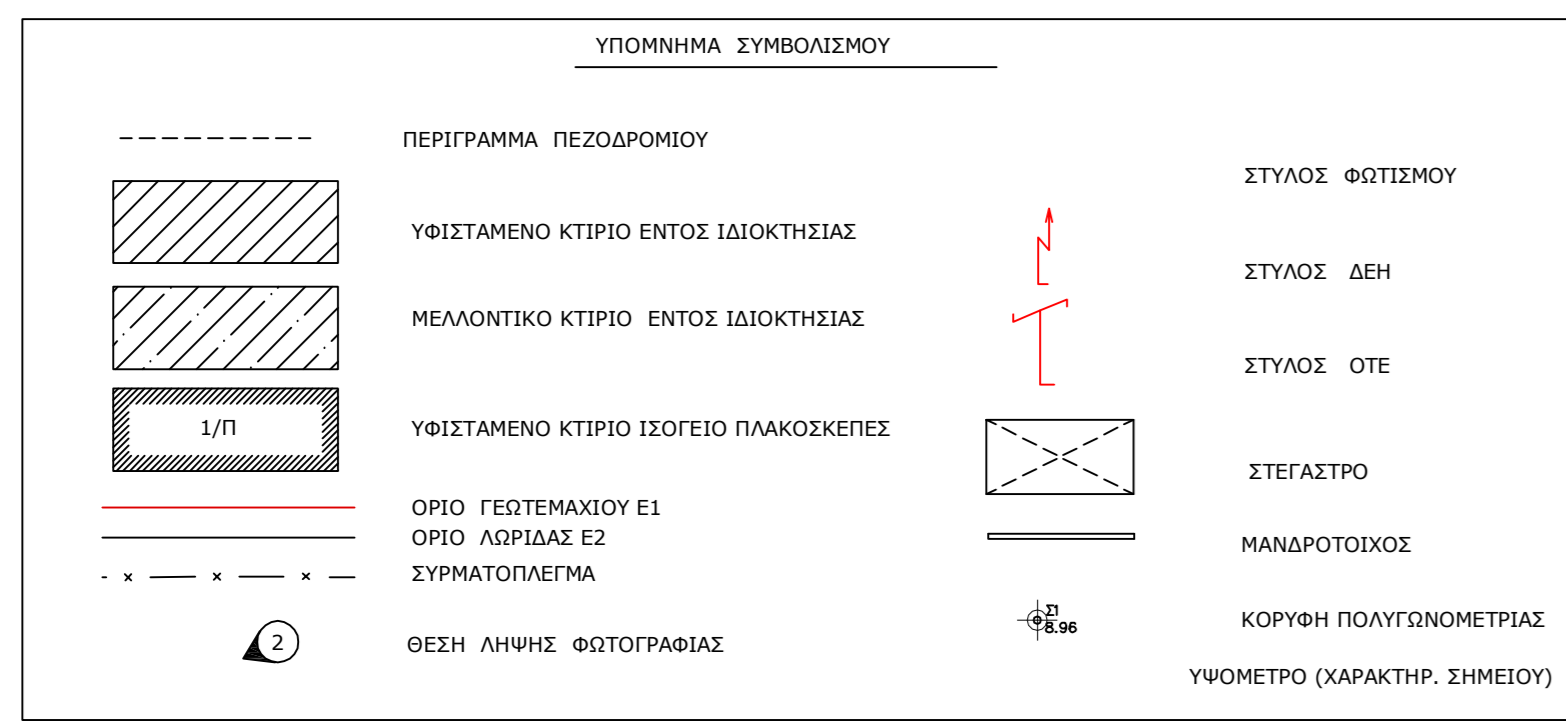 ΥΠΟΜΝΗΜΑ ΣΥΜΒΟΛΙΣΜΟΥ
ΠΕΡΙΓΡΑΜΜΑ ΠΕΖΟΔΡΟΜΙΟΥ
ΥΦΙΣΤΑΜΕΝΟ ΚΤΙΡΙΟ ΕΝΤΟΣ ΙΔΙΟΚΤΗΣΙΑΣ
ΜΕΛΛΟΝΤΙΚΟ ΚΤΙΡΙΟ ΕΝΤΟΣ ΙΔΙΟΚΤΗΣΙΑΣ
1/Π
ΥΦΙΣΤΑΜΕΝΟ ΚΤΙΡΙΟ ΙΣΟΓΕΙΟ ΠΛΑΚΟΣΚΕΠΕΣ
ΟΡΙΟ ΓΕΩΤΕΜΑΧΙΟΥ Ε1
ΟΡΙΟ ΛΩΡΙΔΑΣ Ε2
ΣΥΡΜΑΤΟΠΛΕΓΜΑ
2
ΘΕΣΗ ΛΗΨΗΣ ΦΩΤΟΓΡΑΦΙΑΣ
ΣΤΥΛΟΣ ΦΩΤΙΣΜΟΥ
ΣΤΥΛΟΣ ΔΕΗ
ΣΤΥΛΟΣ ΟΤΕ
ΣΤΕΓΑΣΤΡΟ
ΜΑΝΔΡΟΤΟΙΧΟΣ
Σ1
8.96
ΚΟΡΥΦΗ ΠΟΛΥΓΩΝΟΜΕΤΡΙΑΣ
ΥΨΟΜΕΤΡΟ (ΧΑΡΑΚΤΗΡ. ΣΗΜΕΙΟΥ)